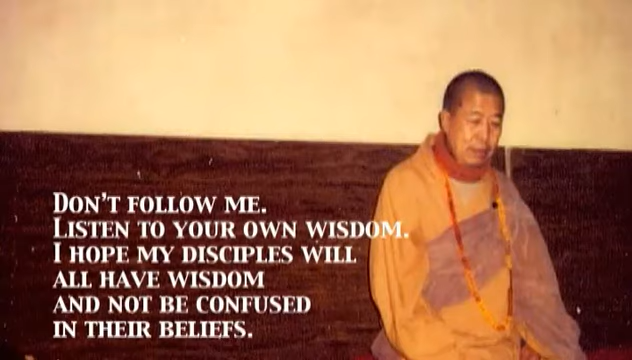 Don't follow me.
Listen to your own wisdom.
I hope my disciples will
all have wisdom
and not be confused
in their beliefs.